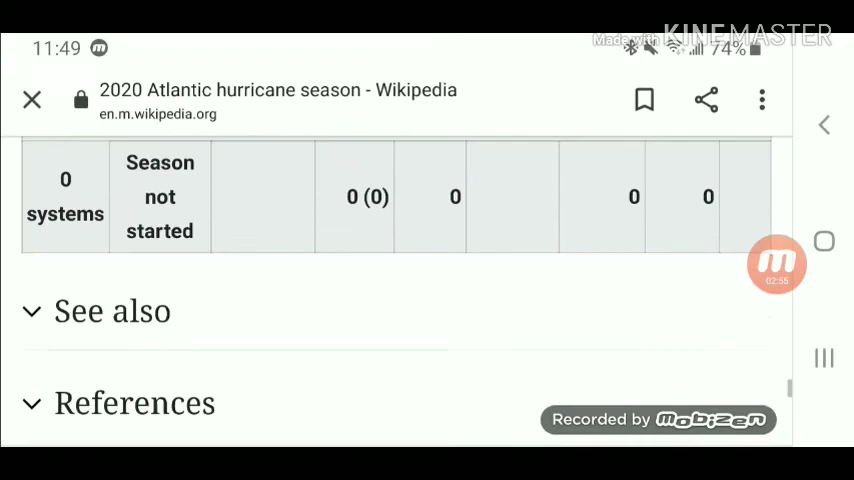 Made with KINEMASTER
11:49 m 74%
2020 Atlantic hurricane season - Wikipedia
en.m.wikipedia.org
0 systems Season not started 0 (0) 0 0 0
m
02:55
See also
References
Recorded by mobizen